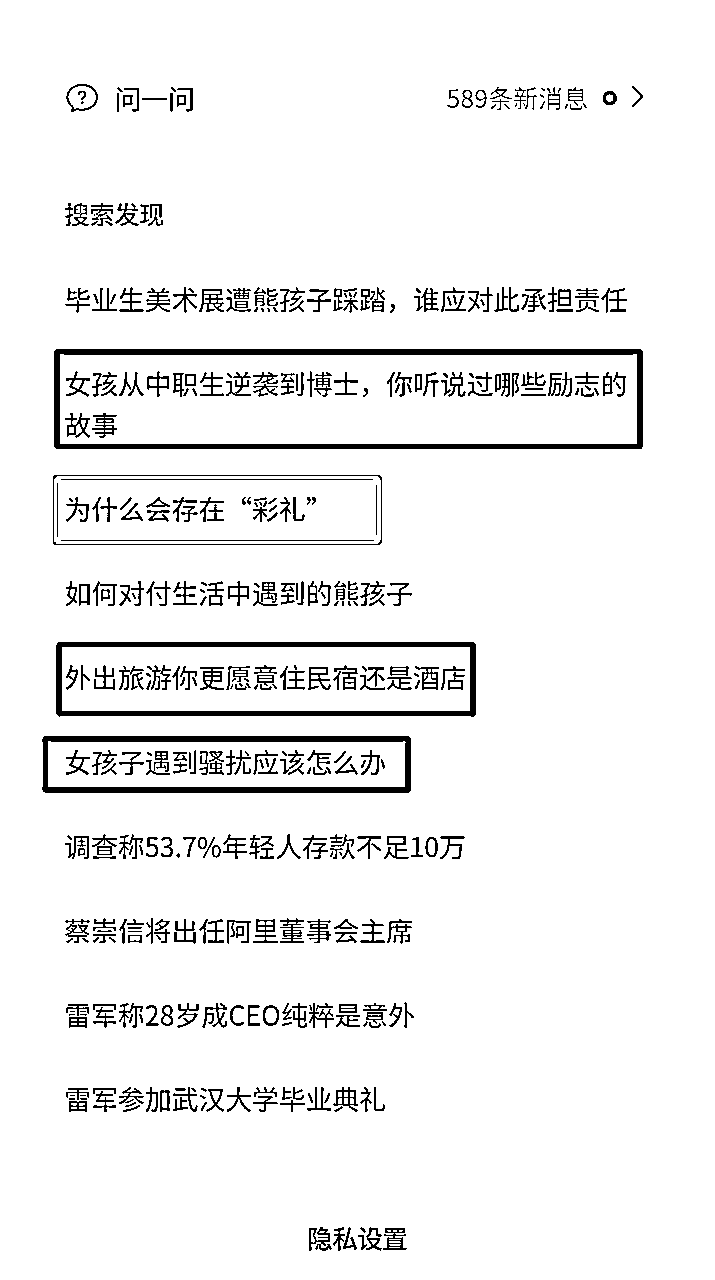 问一问
589条新消息
搜索发现
毕业生美术展遭熊孩子踩踏，谁应对此承担责任
女孩从中职生逆袭到博士，你听说过哪些励志的
故事
为什么会存在“彩礼”
如何对付生活中遇到的熊孩子
外出旅游你更愿意住民宿还是酒店
女孩子遇到骚扰应该怎么办
调查称53.7%年轻人存款不足10万
蔡崇信将出任阿里董事会主席
雷军称28岁成CEO纯粹是意外
雷军参加武汉大学毕业典礼
隐私设置